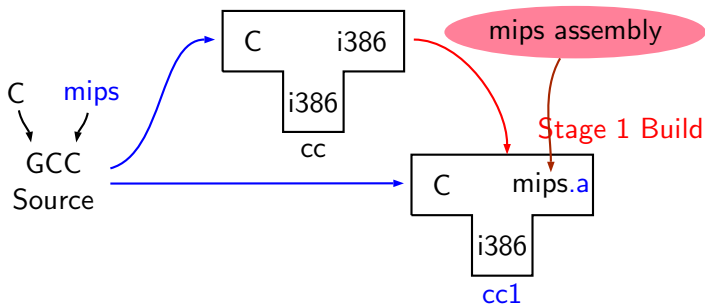 C i386
i386
cc
mips assembly
C mips
GCC
Source
Stage 1 Build
C mips.a
i386
cc1